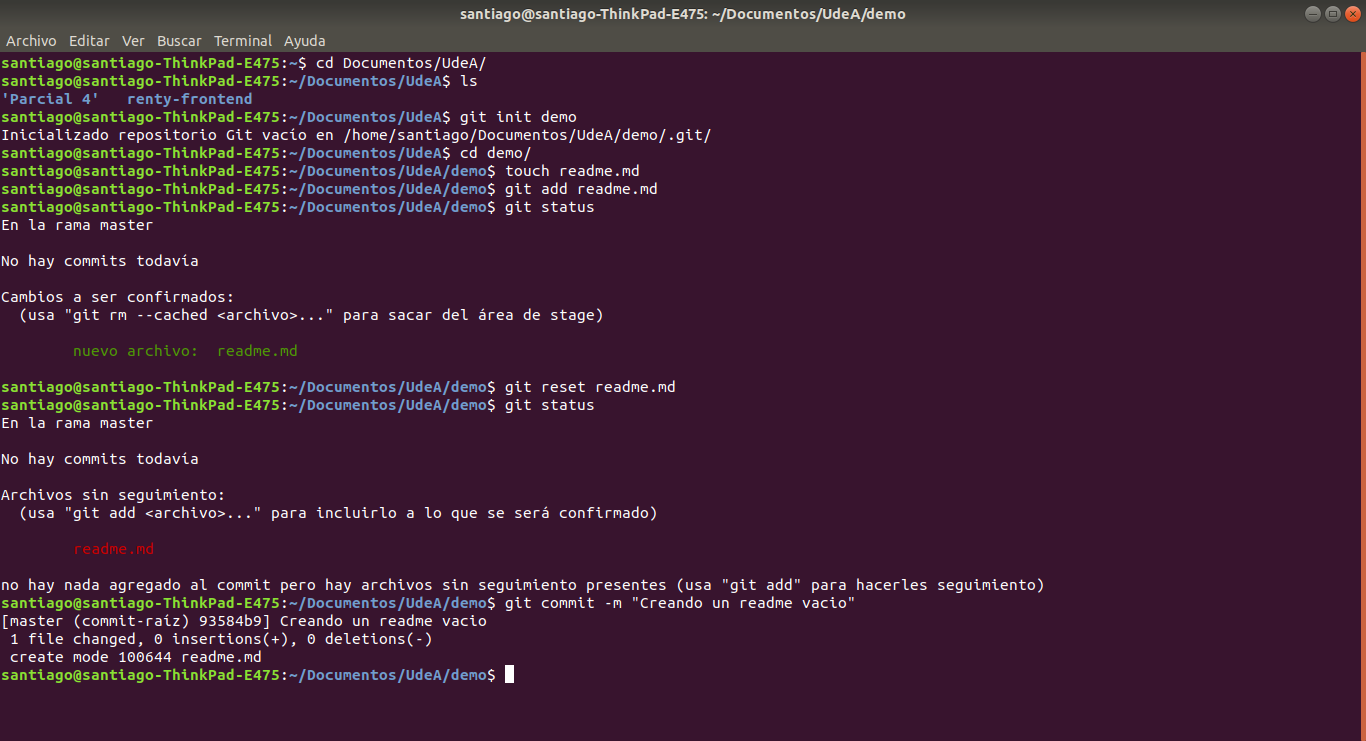 santiago@santiago-ThinkPad-E475: ~/Documentos/UdeA/demo
Archivo Editar Ver Buscar Terminal Ayuda
santiago@santiago-ThinkPad-E475:~$ cd Documentos/UdeA/
santiago@santiago-ThinkPad-E475:~/Documentos/UdeA$ ls
'Parcial 4'   renty-frontend
santiago@santiago-ThinkPad-E475:~/Documentos/UdeA$ git init demo
Inicializado repositorio Git vacío en /home/santiago/Documentos/UdeA/demo/.git/
santiago@santiago-ThinkPad-E475:~/Documentos/UdeA$ cd demo/
santiago@santiago-ThinkPad-E475:~/Documentos/UdeA/demo$ touch readme.md
santiago@santiago-ThinkPad-E475:~/Documentos/UdeA/demo$ git add readme.md
santiago@santiago-ThinkPad-E475:~/Documentos/UdeA/demo$ git status
En la rama master
No hay commits todavía
Cambios a ser confirmados:
  (usa "git rm --cached <archivo>..." para sacar del área de stage)
        nuevo archivo:  readme.md
santiago@santiago-ThinkPad-E475:~/Documentos/UdeA/demo$ git reset readme.md
santiago@santiago-ThinkPad-E475:~/Documentos/UdeA/demo$ git status
En la rama master
No hay commits todavía
Archivos sin seguimiento:
  (usa "git add <archivo>..." para incluirlo a lo que se será confirmado)
        readme.md
no hay nada agregado al commit pero hay archivos sin seguimiento presentes (usa "git add" para hacerles seguimiento)
santiago@santiago-ThinkPad-E475:~/Documentos/UdeA/demo$ git commit -m "Creando un readme vacio"
[master (commit-raíz) 93584b9] Creando un readme vacio
 1 file changed, 0 insertions(+), 0 deletions(-)
 create mode 100644 readme.md
santiago@santiago-ThinkPad-E475:~/Documentos/UdeA/demo$